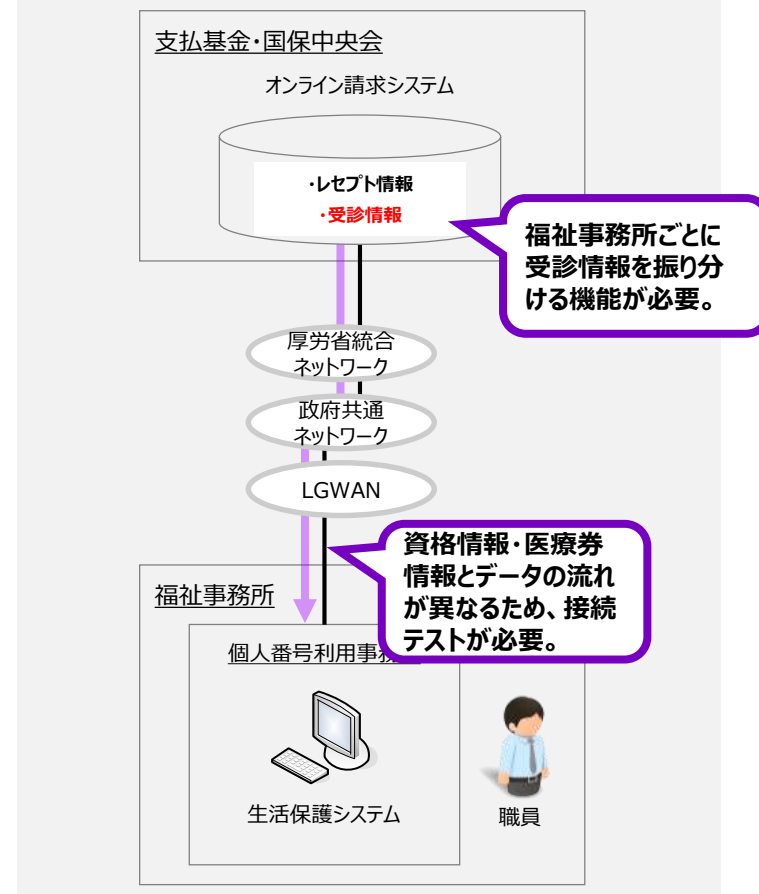 支払基金・国保中央会
オンライン請求システム
・レセプト情報
・受診情報
福祉事務所ごとに
受診情報を振り分
ける機能が必要。
厚労省統合
ネットワーク
政府共通
ネットワーク
LGWAN
資格情報・医療券
情報とデータの流れ
が異なるため、接続
テストが必要。
福祉事務所
個人番号利用事
生活保護システム
職員